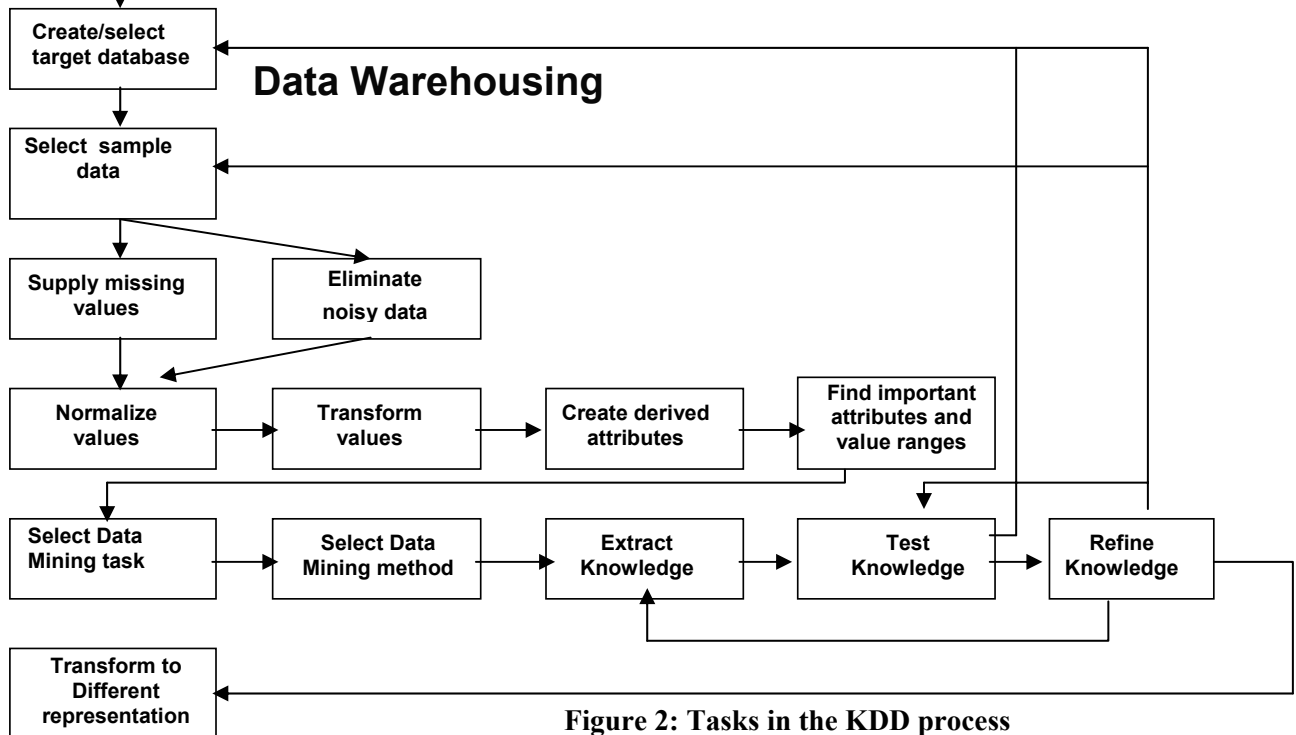 Create/select
target database
Data Warehousing
Select sample
data
Supply missing
values
Eliminate
noisy data
Normalize
values
Transform
values
Create derived
attributes
Find important
attributes and
value ranges
Select Data
Mining task
Select Data
Mining method
Extract
Knowledge
Test
Knowledge
Refine
Knowledge
Transform to
Different
representation
Figure 2: Tasks in the KDD process